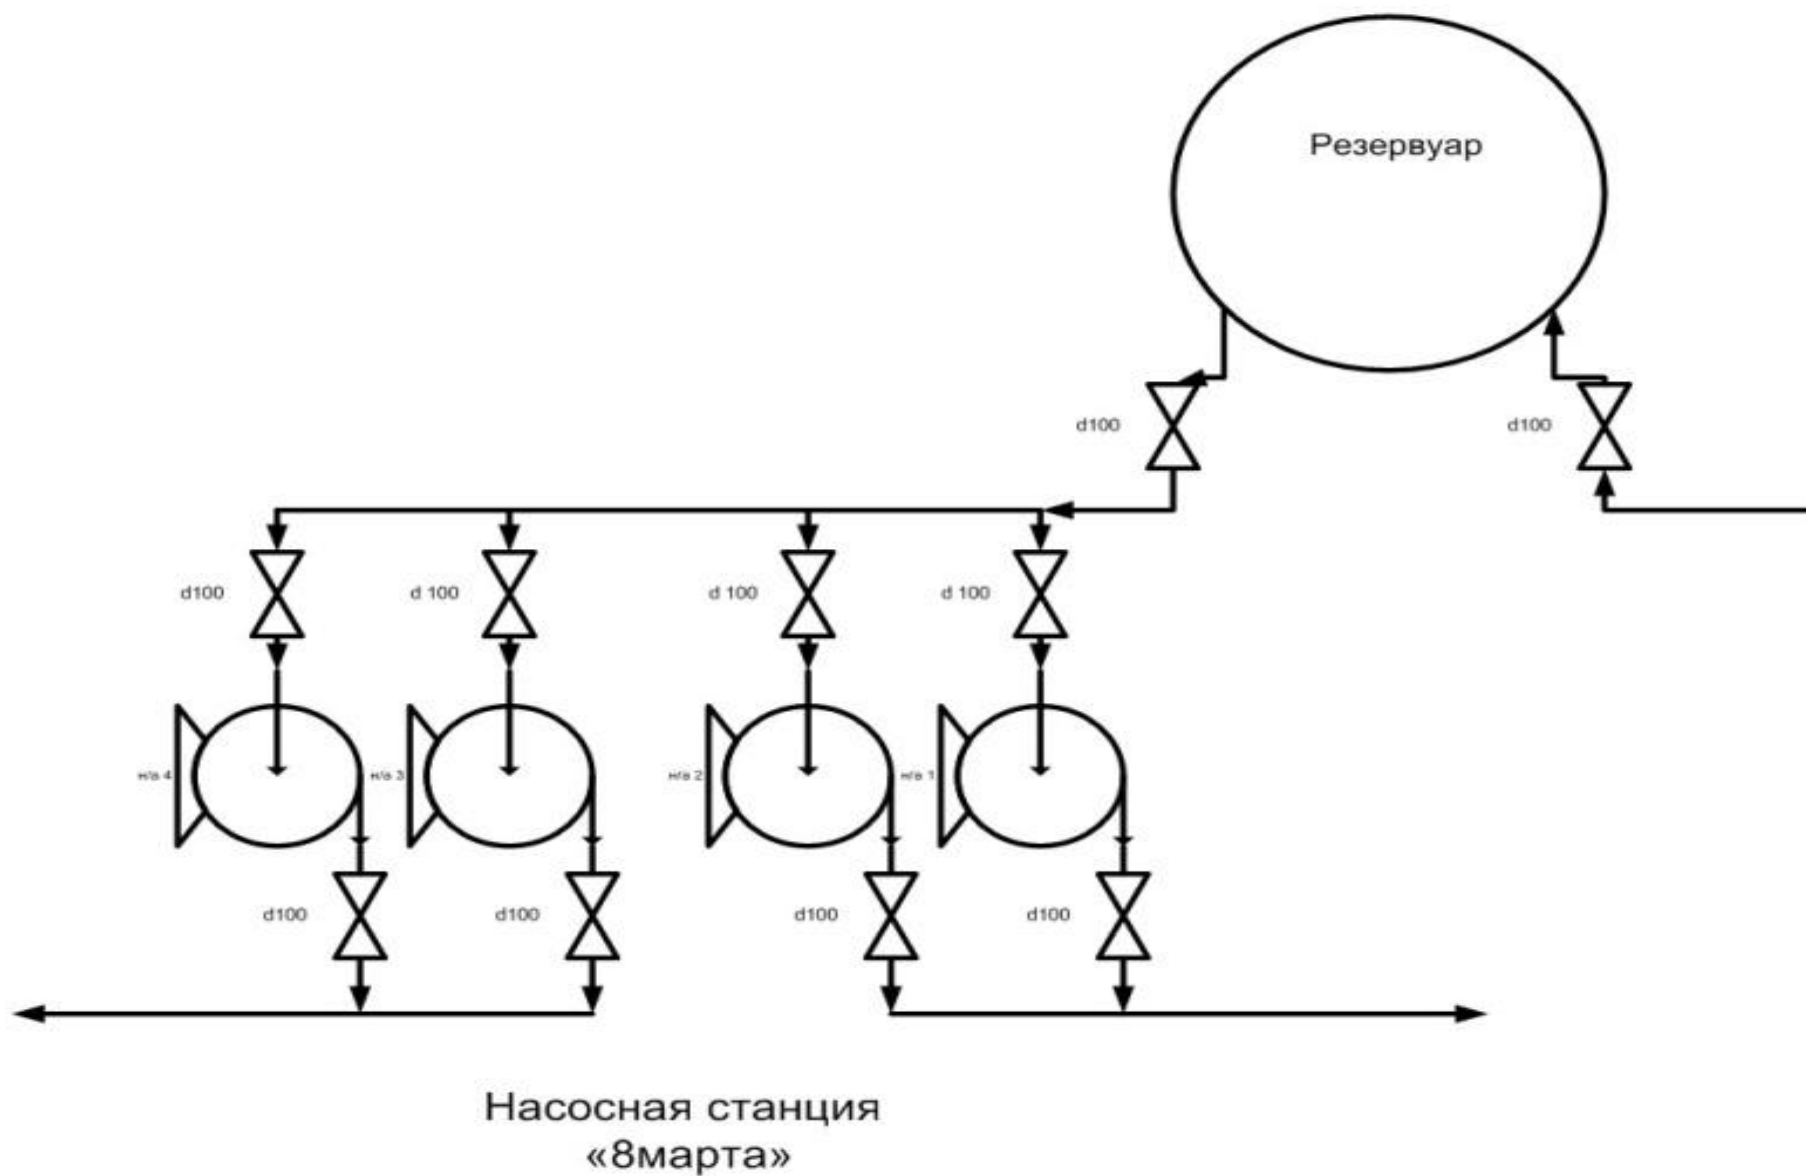 Резервуар
d100
d100
d100
d 100
d 100
d 100
н/в 4
н/в 3
н/в 2
н/в 1
d100
d100
d100
d100
Насосная станция
«8марта»